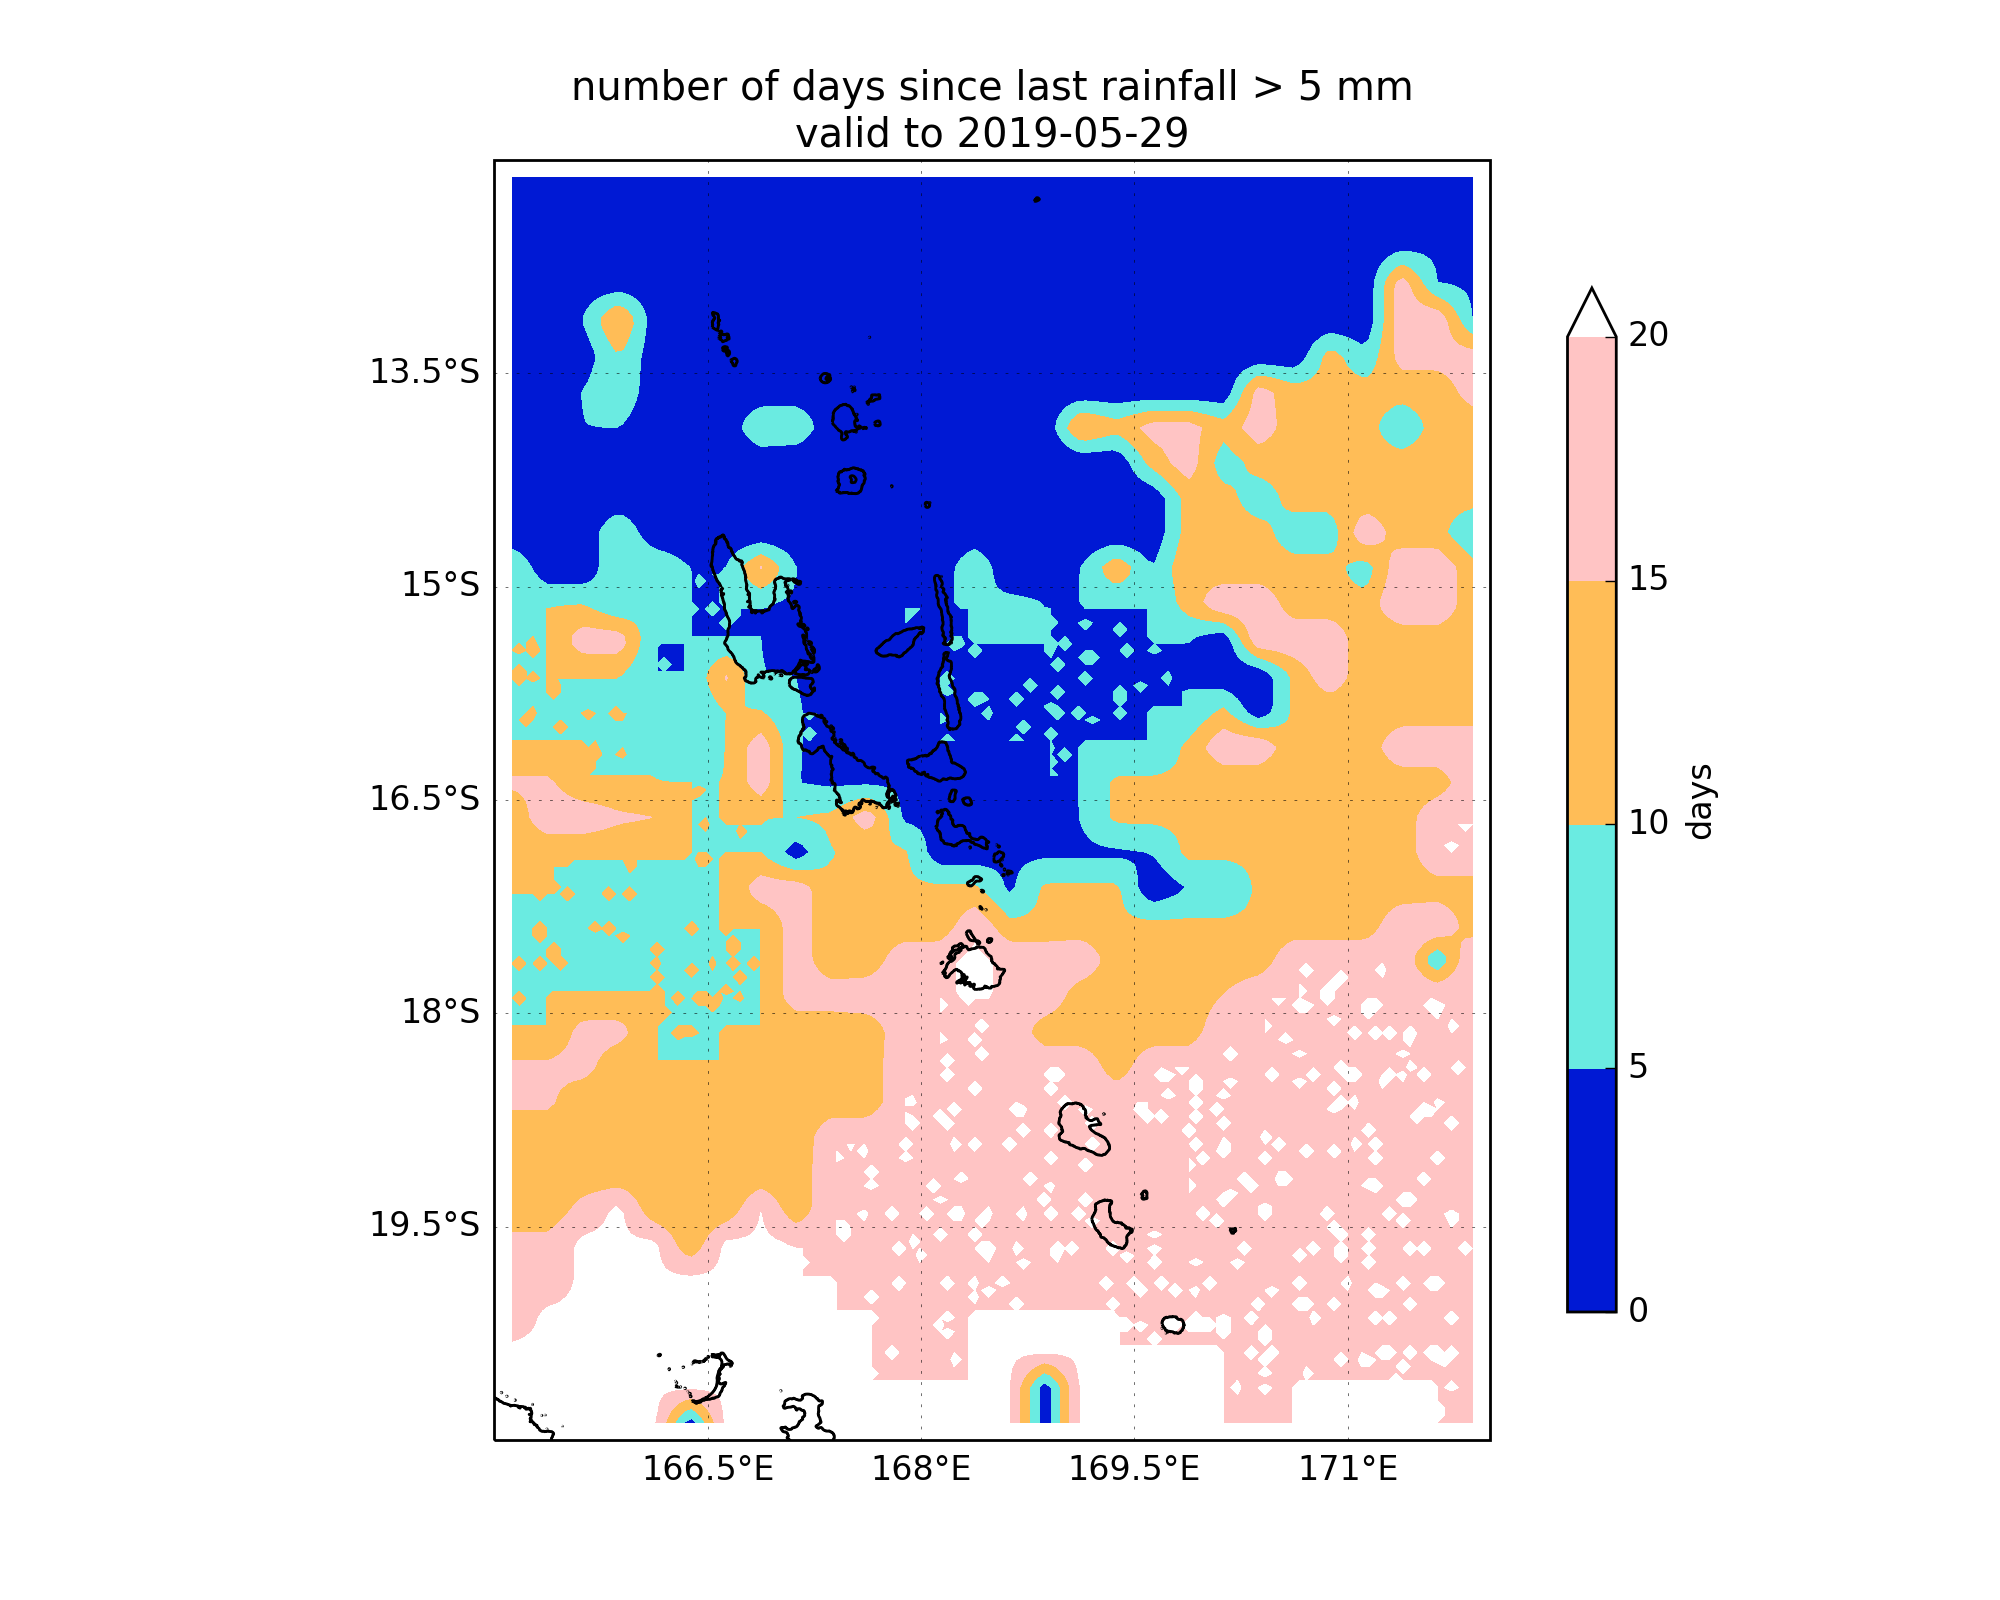 number of days since last rainfall > 5 mm
valid to 2019-05-29
13.5°S
15°S
16.5°S
18°S
19.5°S
166.5°E
168°E
169.5°E
171°E
20
15
10
5
0
days